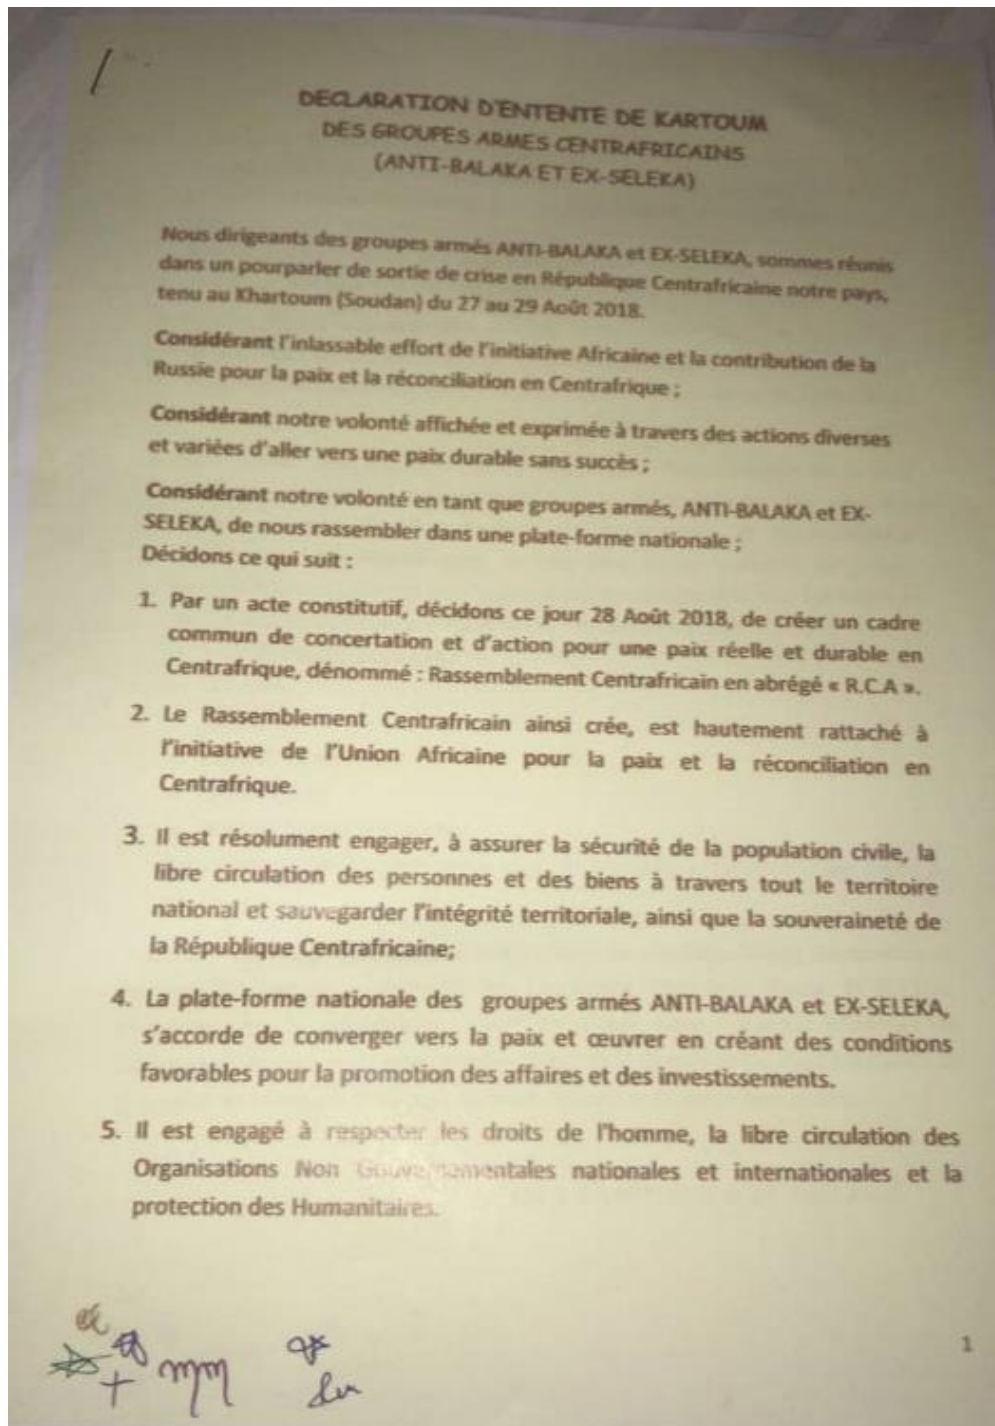 DECLARATION D'ENTENTE DE KARTOUM
DES GROUPES ARMES CENTRAFRICAINS
(ANTI-BALAKA ET EX-SELEKA)
Nous dirigeants des groupes armés ANTI-BALAKA et EX-SELEKA, sommes réunis
dans un pourparler de sortie de crise en République Centrafricaine notre pays,
tenu au Khartoum (Soudan) du 27 au 29 Août 2018.
Considérant l'inlassable effort de l'initiative Africaine et la contribution de la
Russie pour la paix et la réconciliation en Centrafrique ;
Considérant notre volonté affichée et exprimée à travers des actions diverses
et variées d'aller vers une paix durable sans succès ;
Considérant notre volonté en tant que groupes armés, ANTI-BALAKA et EX-
SELEKA, de nous rassembler dans une plate-forme nationale ;
Décidons ce qui suit :
1. Par un acte constitutif, décidons ce jour 28 Août 2018, de créer un cadre
commun de concertation et d'action pour une paix réelle et durable en
Centrafrique, dénommé : Rassemblement Centrafricain en abrégé « R.C.A ».
2. Le Rassemblement Centrafricain ainsi crée, est hautement rattaché à
l'initiative de l'Union Africaine pour la paix et la réconciliation en
Centrafrique.
3. Il est résolument engager, à assurer la sécurité de la population civile, la
libre circulation des personnes et des biens à travers tout le territoire
national et sauvegarder l'intégrité territoriale, ainsi que la souveraineté de
la République Centrafricaine;
4. La plate-forme nationale des groupes armés ANTI-BALAKA et EX-SELEKA,
s'accorde de converger vers la paix et œuvrer en créant des conditions
favorables pour la promotion des affaires et des investissements.
5. Il est engagé à respecter les droits de l'homme, la libre circulation des
Organisations Non Gouvernementales nationales et internationales et la
protection des Humanitaires.
1
mm